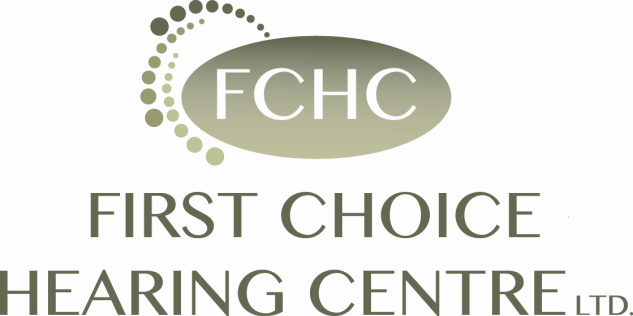 FCHC
FIRST CHOICE
HEARING CENTRE LTD.